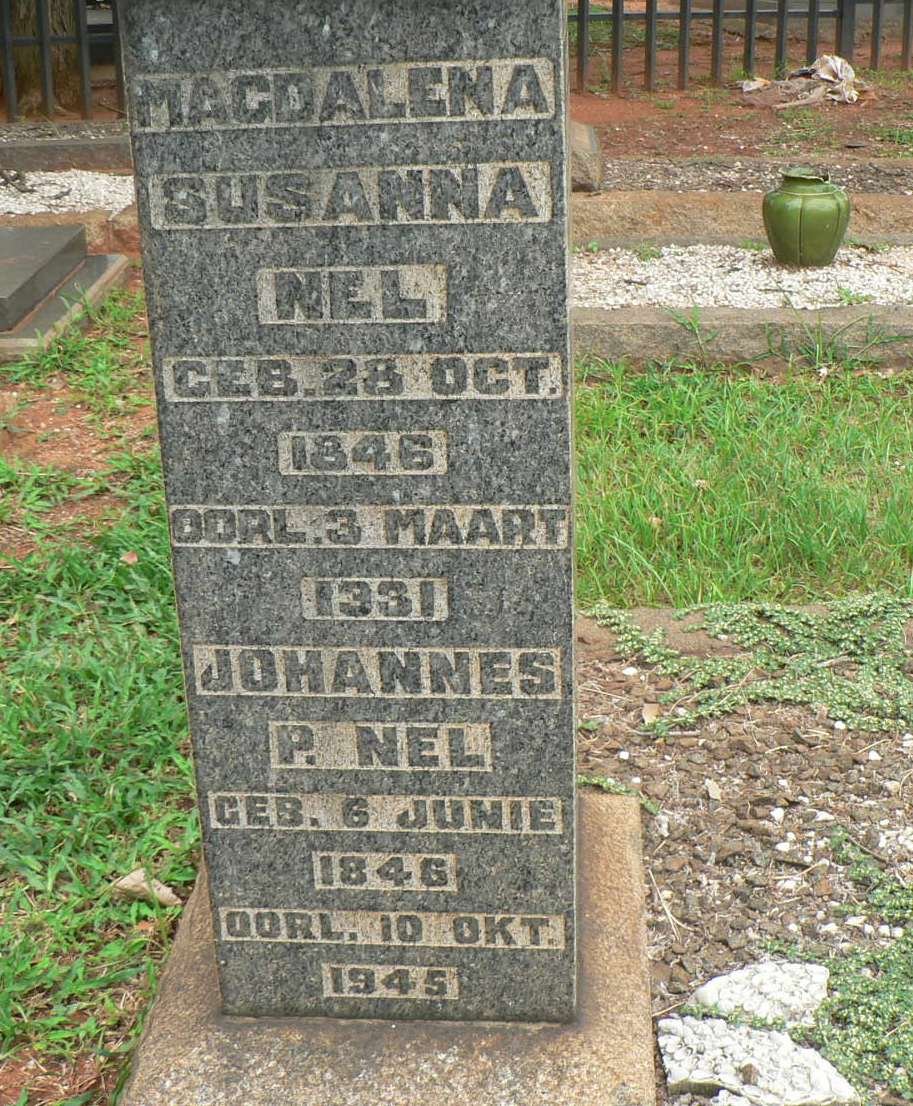 MAGDALENA
SUSANNA
NEL
GEB. 28 OCT.
1846
OORL. 3 MAART
1931
JOHANNES
P. NEL
GEB. 6 JUNIE
1846
OORL. 10 OKT.
1945